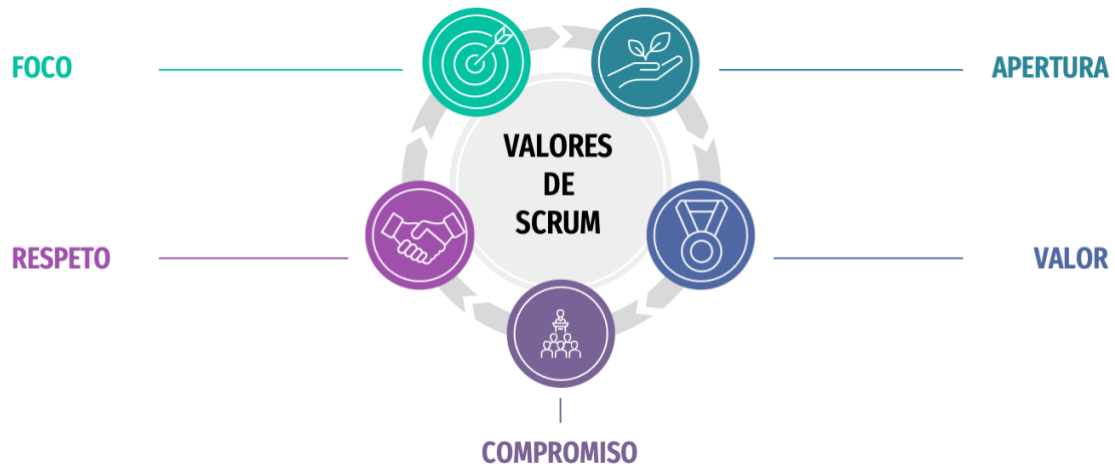 FOCO
APERTURA
VALORES
DE
SCRUM
RESPETO
VALOR
COMPROMISO